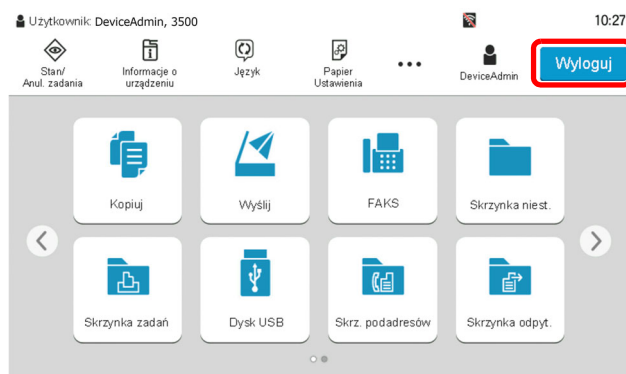 Użytkownik: DeviceAdmin, 3500 10:27
Stan/
Anul. zadania
Informacje o
urządzeniu
Język
Papier
Ustawienia
DeviceAdmin
Wyloguj
Kopiuj
Wyślij
FAKS
Skrzynka niest.
Skrzynka zadań
Dysk USB
Skrz. podadresów
Skrzynka odpyt.